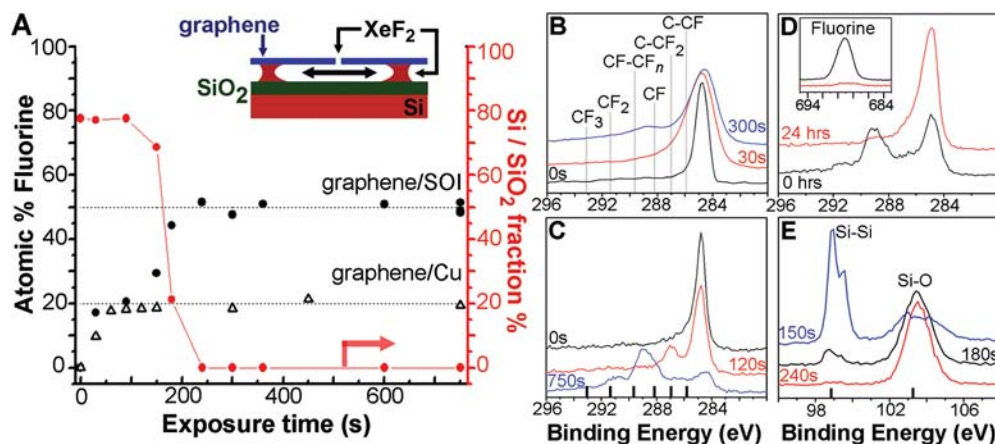 A
graphene
XeF2
SiO2
Si
Atomic % Fluorine
100
80
60
40
20
0
graphene/SOI
graphene/Cu
100
80
60
40
20
0
Si / SiO2 fraction %
0
200
400
600
Exposure time (s)
B
C-CF
C-CF2
CF-CFn
CF
CF2
CF3
300s
30s
0s
296
292
288
284
C
0s
120s
750s
296
292
288
284
Binding Energy (eV)
D
Fluorine
694
684
24 hrs
0 hrs
296
292
288
284
E
Si-Si
Si-O
150s
180s
240s
98
102
106
Binding Energy (eV)